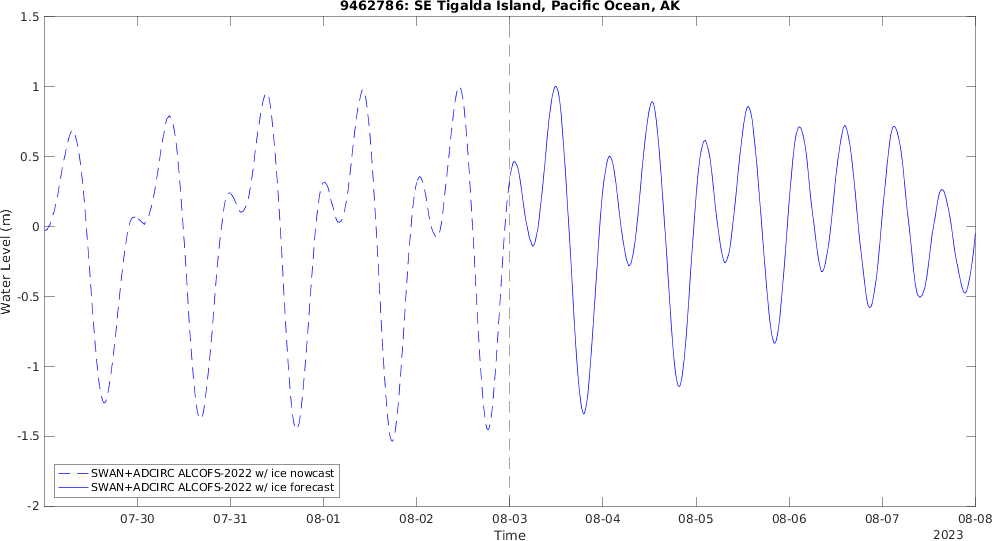 9462786: SE Tigalda Island, Pacific Ocean, AK
1.5
1
0.5
0
-0.5
-1
-1.5
-2
Water Level (m)
SWAN+ADCIRC ALCOFS-2022 w/ ice nowcast
SWAN+ADCIRC ALCOFS-2022 w/ ice forecast
07-30 07-31 08-01 08-02 08-03 08-04 08-05 08-06 08-07 08-08
Time
2023